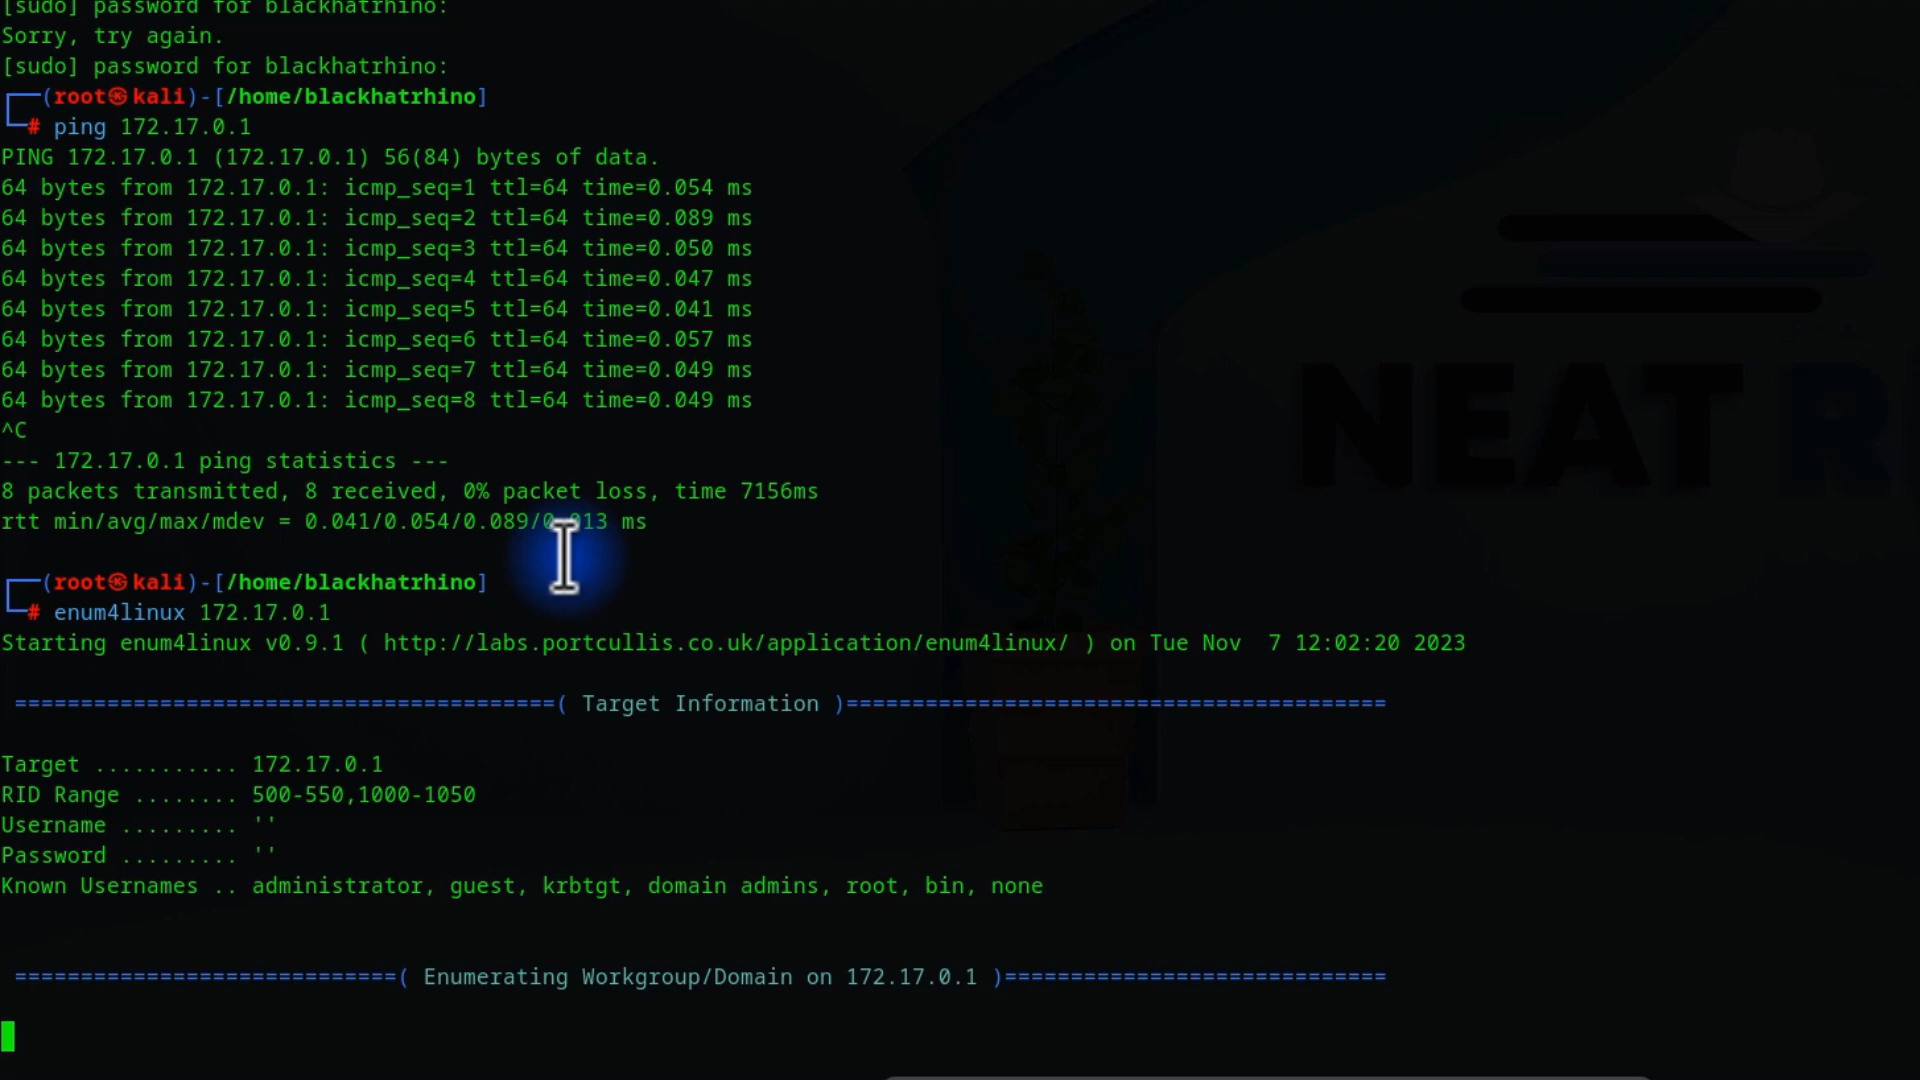 [sudo] password for blackhatrhino:
Sorry, try again.
[sudo] password for blackhatrhino:
┌──(root㉿kali)-[/home/blackhatrhino]
└─# ping 172.17.0.1
PING 172.17.0.1 (172.17.0.1) 56(84) bytes of data.
64 bytes from 172.17.0.1: icmp_seq=1 ttl=64 time=0.054 ms
64 bytes from 172.17.0.1: icmp_seq=2 ttl=64 time=0.089 ms
64 bytes from 172.17.0.1: icmp_seq=3 ttl=64 time=0.050 ms
64 bytes from 172.17.0.1: icmp_seq=4 ttl=64 time=0.047 ms
64 bytes from 172.17.0.1: icmp_seq=5 ttl=64 time=0.041 ms
64 bytes from 172.17.0.1: icmp_seq=6 ttl=64 time=0.057 ms
64 bytes from 172.17.0.1: icmp_seq=7 ttl=64 time=0.049 ms
64 bytes from 172.17.0.1: icmp_seq=8 ttl=64 time=0.049 ms
^C
--- 172.17.0.1 ping statistics ---
8 packets transmitted, 8 received, 0% packet loss, time 7156ms
rtt min/avg/max/mdev = 0.041/0.054/0.089/0.013 ms
┌──(root㉿kali)-[/home/blackhatrhino]
└─# enum4linux 172.17.0.1
Starting enum4linux v0.9.1 ( http://labs.portcullis.co.uk/application/enum4linux/ ) on Tue Nov  7 12:02:20 2023
=========================================( Target Information )=========================================
Target ........... 172.17.0.1
RID Range ........ 500-550,1000-1050
Username ......... ''
Password ......... ''
Known Usernames .. administrator, guest, krbtgt, domain admins, root, bin, none
=============================( Enumerating Workgroup/Domain on 172.17.0.1 )=============================
NEAT